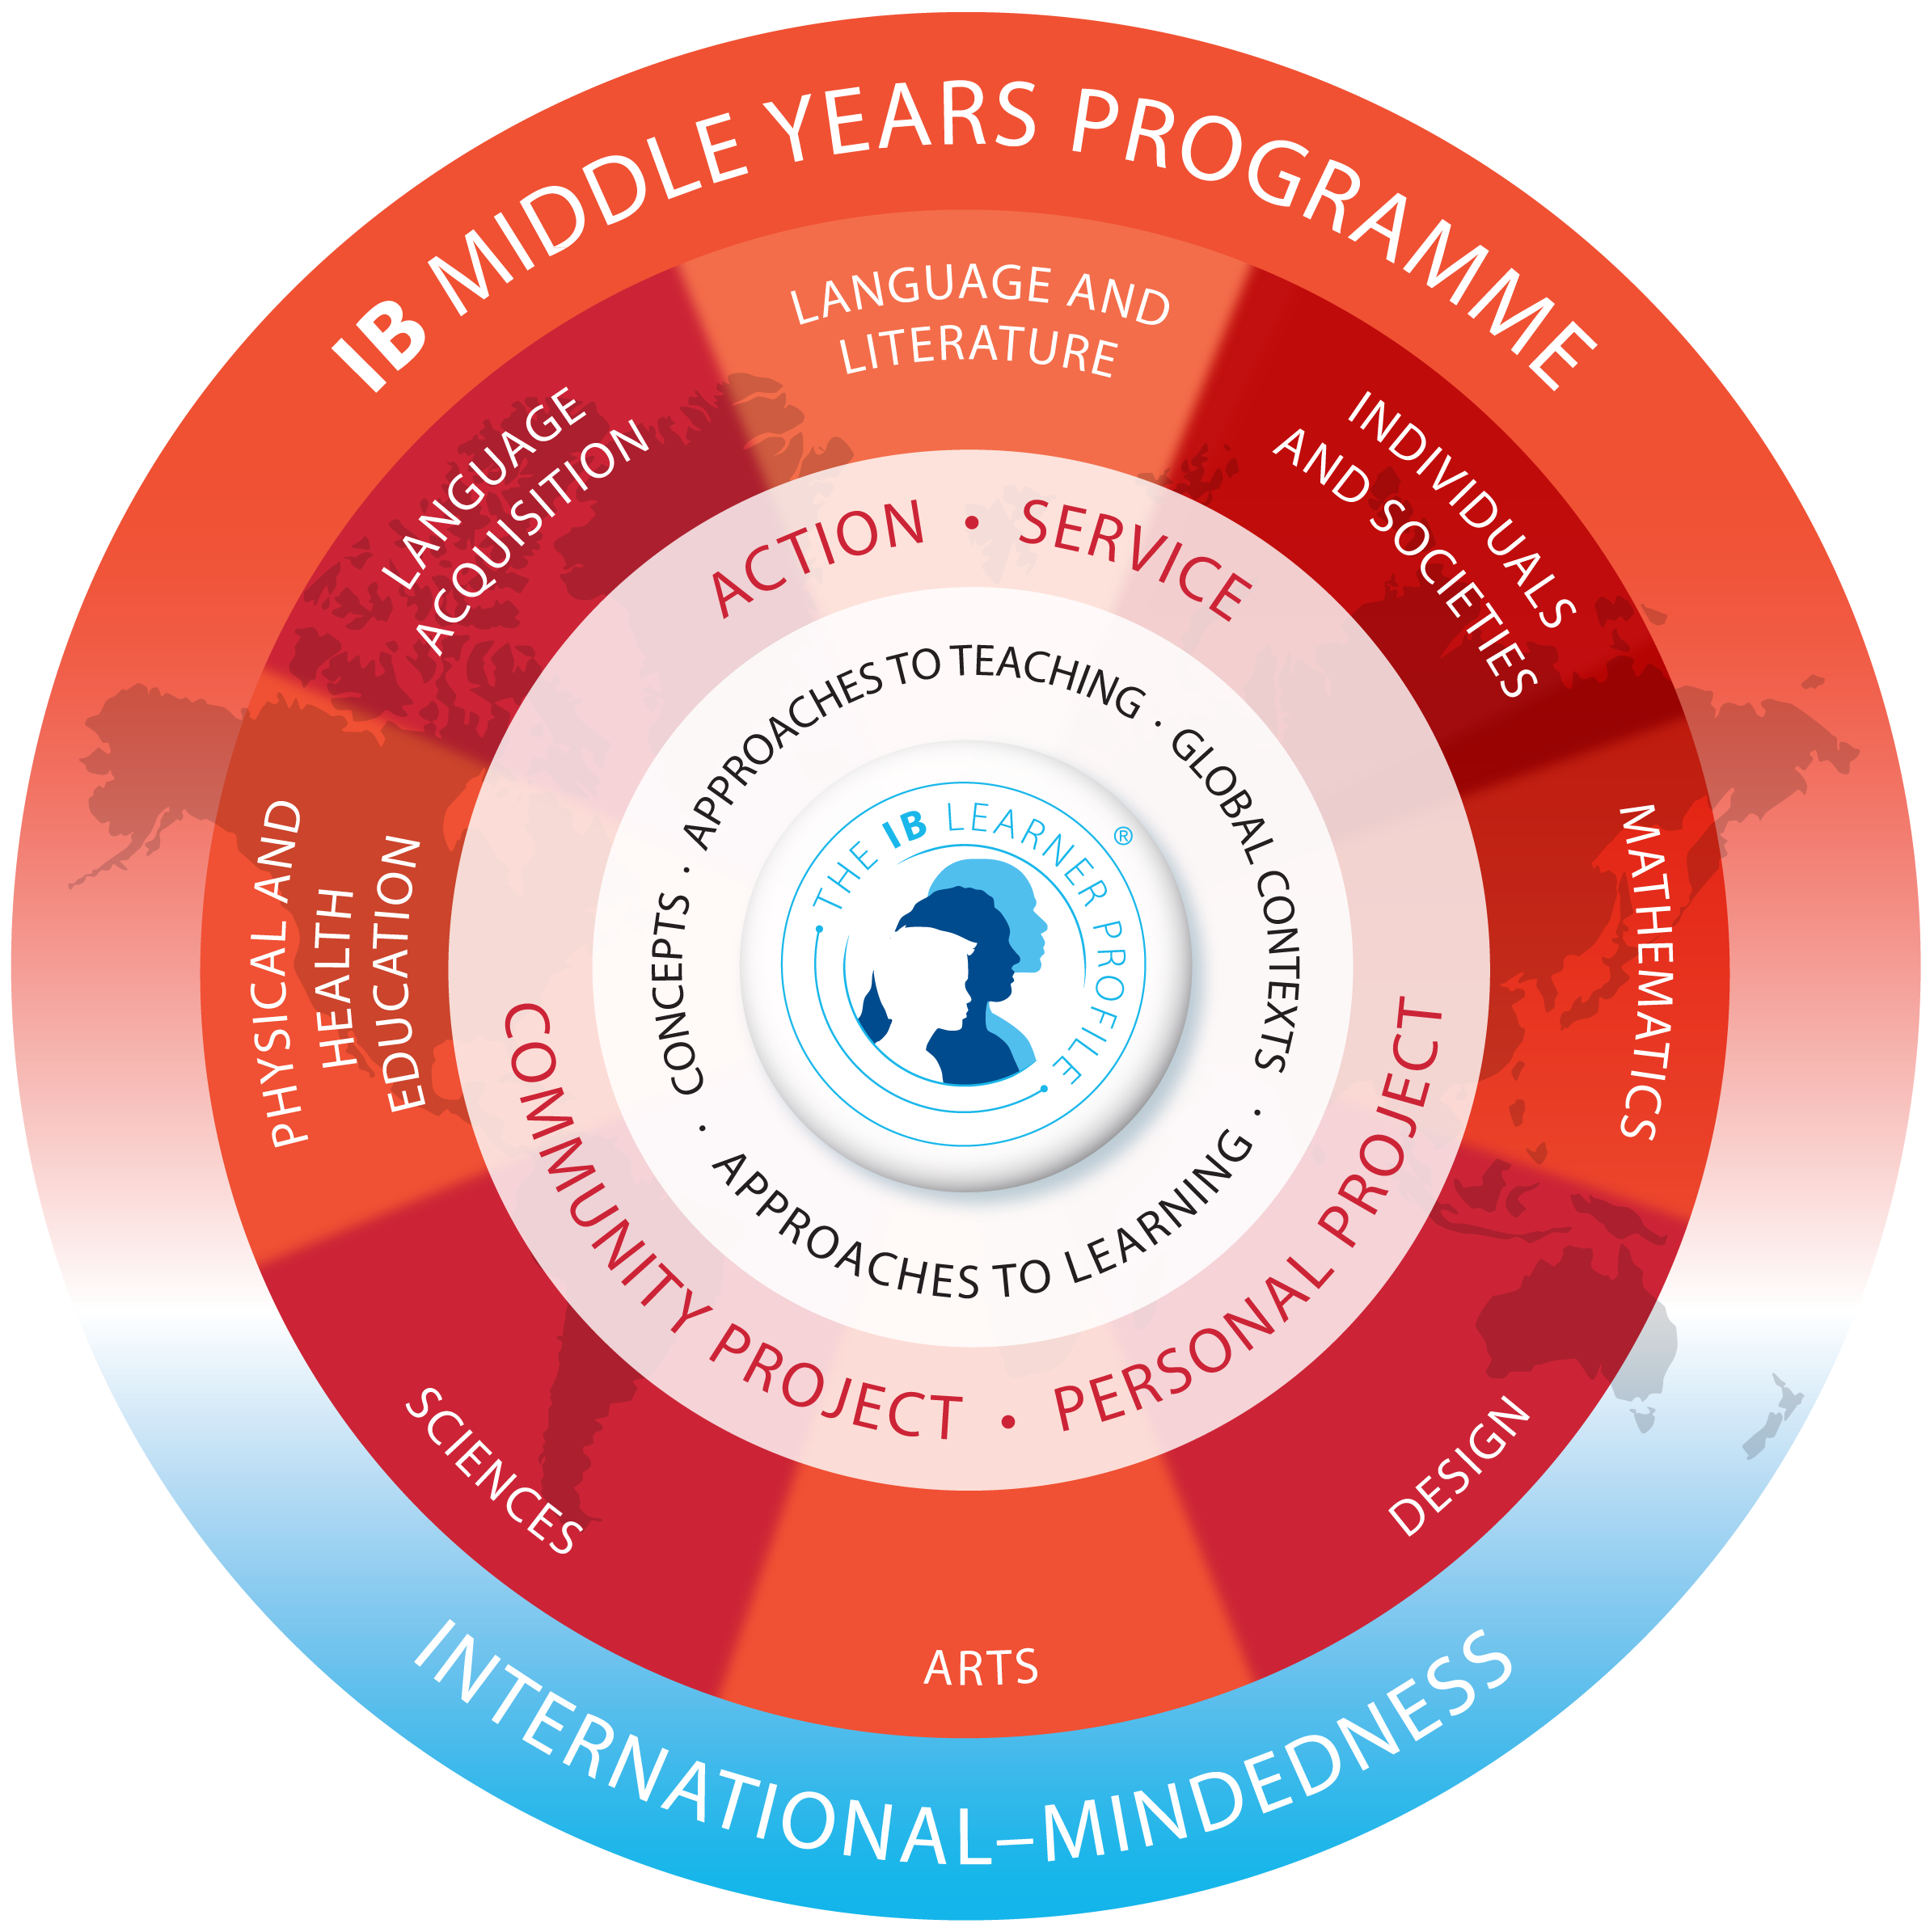 IB MIDDLE YEARS PROGRAMME
LANGUAGE AND
LITERATURE
INDIVIDUALS
AND SOCIETIES
MATHEMATICS
DESIGN
ARTS
SCIENCES
PHYSICAL AND
HEALTH
EDUCATION
LANGUAGE
ACQUISITION
ACTION • SERVICE
PERSONAL PROJECT •
COMMUNITY PROJECT
APPROACHES TO TEACHING ·
GLOBAL CONTEXTS ·
APPROACHES TO LEARNING ·
CONCEPTS ·
THE IB LEARNER PROFILE ®
INTERNATIONAL–MINDEDNESS